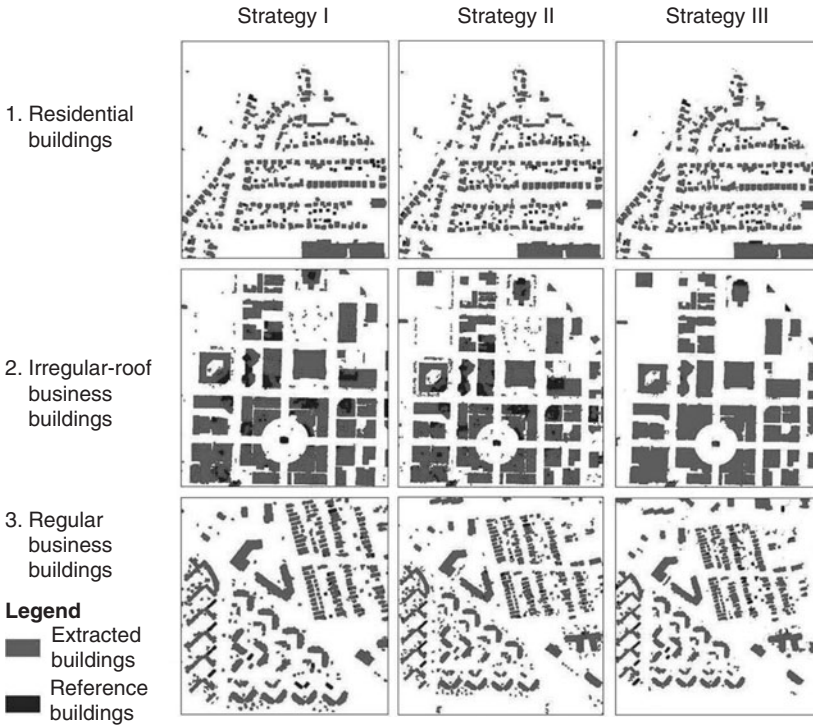 Strategy I
Strategy II
Strategy III
1. Residential
buildings
2. Irregular-roof
business
buildings
3. Regular
business
buildings
Legend
Extracted
buildings
Reference
buildings